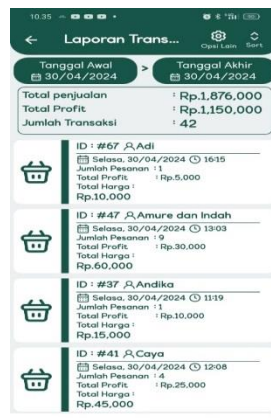 10.35
Laporan Trans...
Opsi Lain
Sort
Tanggal Awal
30/04/2024
>
Tanggal Akhir
30/04/2024
Total penjualan : Rp.1,876,000
Total Profit : Rp.1,150,000
Jumlah Transaksi : 42
ID : #67 Adi
Selasa, 30/04/2024 16:15
Jumlah Pesanan : 1
Total Profit : Rp.5,000
Total Harga :
Rp.10,000
ID : #47 Amure dan Indah
Selasa, 30/04/2024 13:03
Jumlah Pesanan : 9
Total Profit : Rp.30,000
Total Harga :
Rp.60,000
ID : #37 Andika
Selasa, 30/04/2024 11:19
Jumlah Pesanan : 1
Total Profit : Rp.10,000
Total Harga :
Rp.15,000
ID : #41 Caya
Selasa, 30/04/2024 12:08
Jumlah Pesanan : 4
Total Profit : Rp.25,000
Total Harga :
Rp.45,000